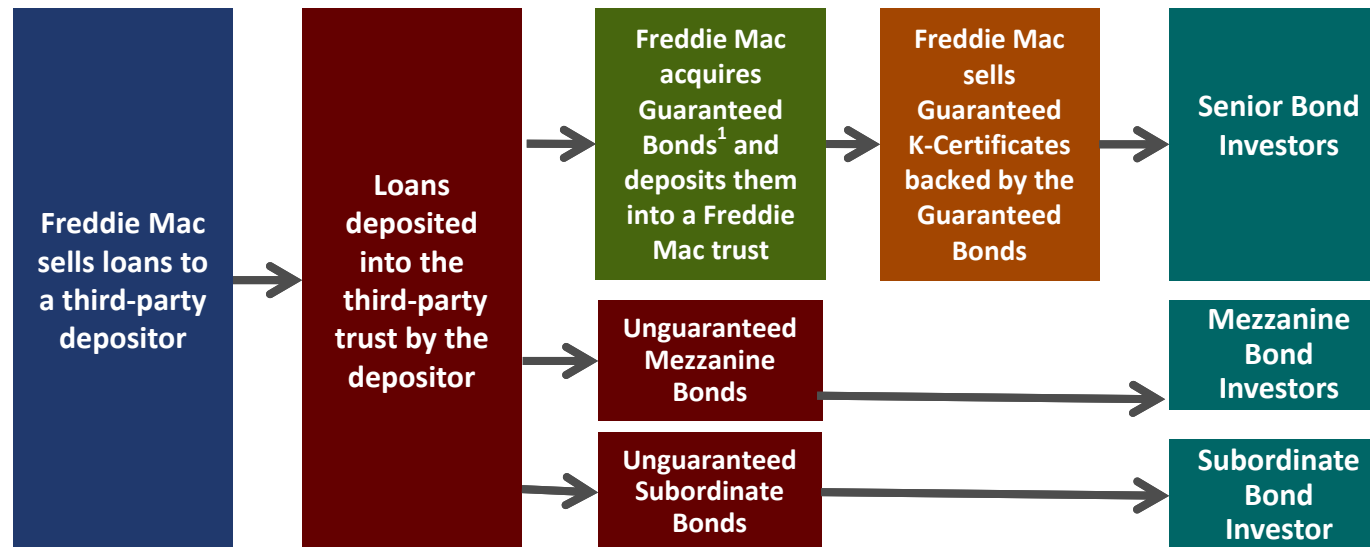 Freddie Mac
sells loans to
a third-party
depositor
Loans
deposited
into the
third-party
trust by the
depositor
Freddie Mac
acquires
Guaranteed
Bonds¹ and
deposits them
into a Freddie
Mac trust
Freddie Mac
sells
Guaranteed
K-Certificates
backed by the
Guaranteed
Bonds
Senior Bond
Investors
Unguaranteed
Mezzanine
Bonds
Mezzanine
Bond
Investors
Unguaranteed
Subordinate
Bonds
Subordinate
Bond
Investor